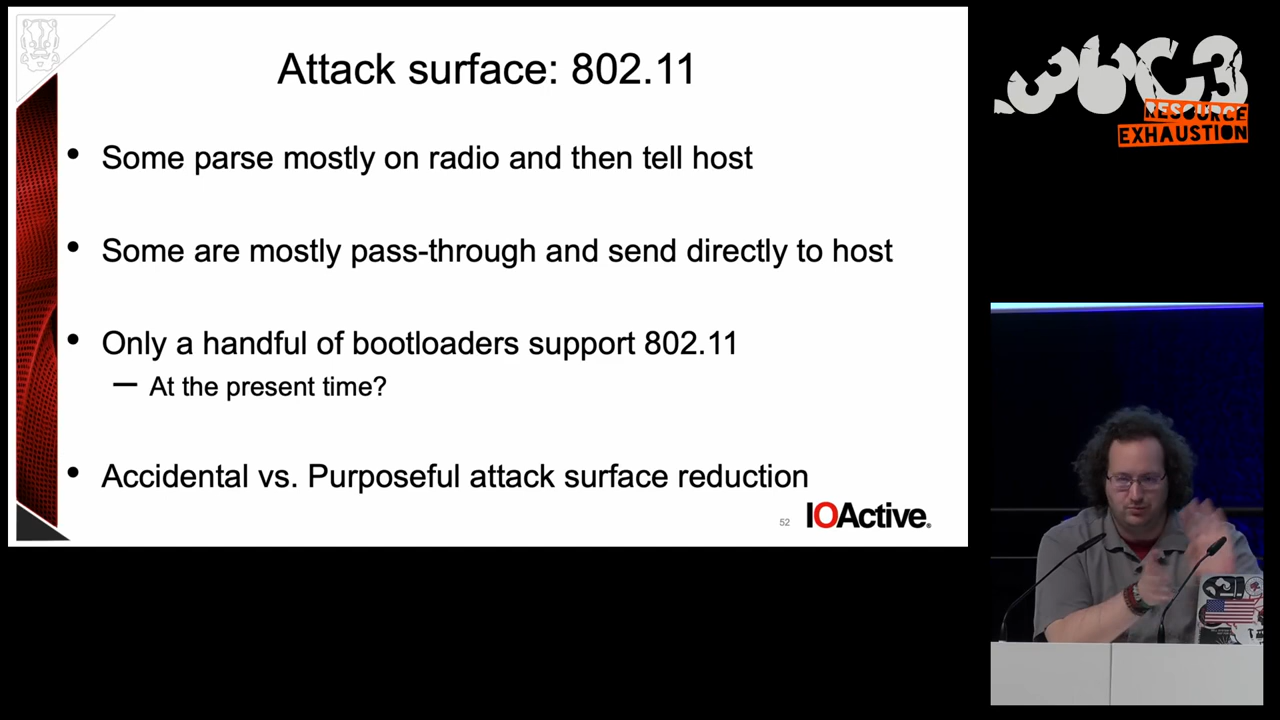 Attack surface: 802.11
• Some parse mostly on radio and then tell host
• Some are mostly pass-through and send directly to host
• Only a handful of bootloaders support 802.11
— At the present time?
• Accidental vs. Purposeful attack surface reduction
52
IOActive.
36C3
RESOURCE
EXHAUSTION